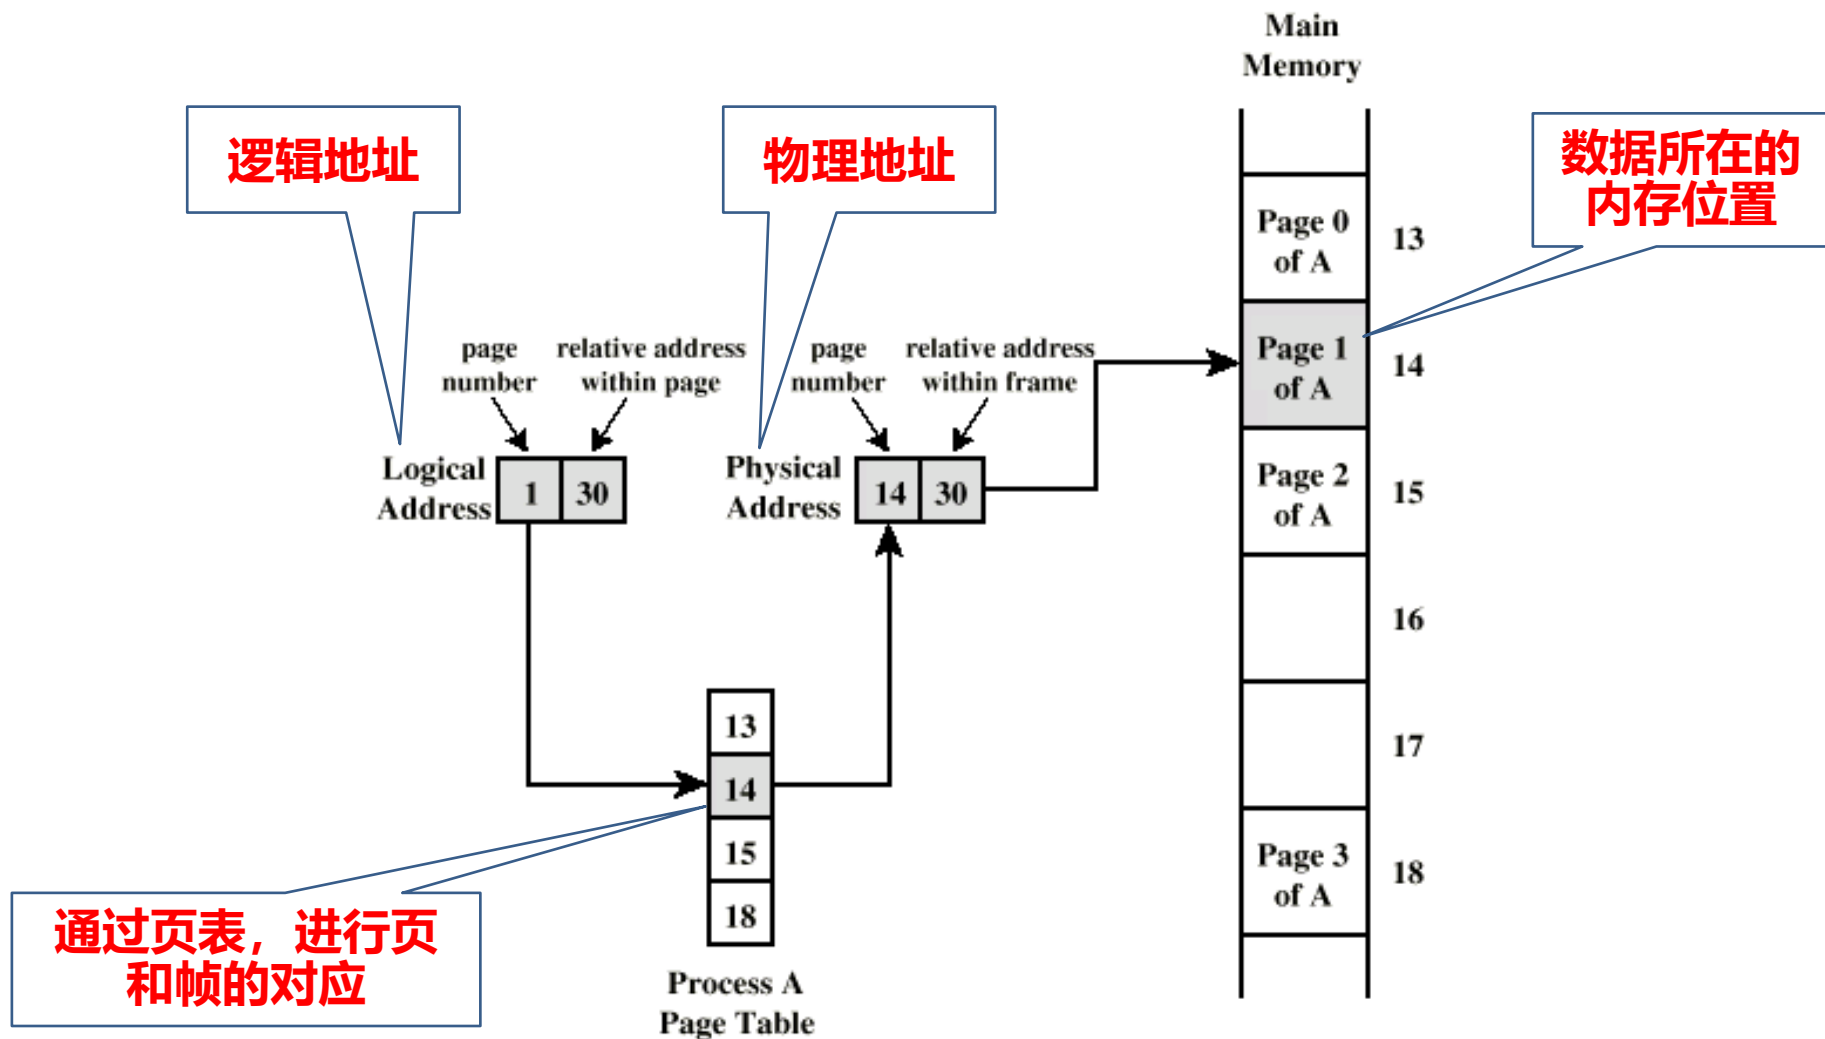 Main
Memory
逻辑地址
物理地址
数据所在的
内存位置
Page 0
of A
13
page
number
relative address
within page
page
number
relative address
within frame
Page 1
of A
14
Logical
Address
1
30
Physical
Address
14
30
Page 2
of A
15
16
13
14
15
18
17
Page 3
of A
18
通过页表，进行页
和帧的对应
Process A
Page Table